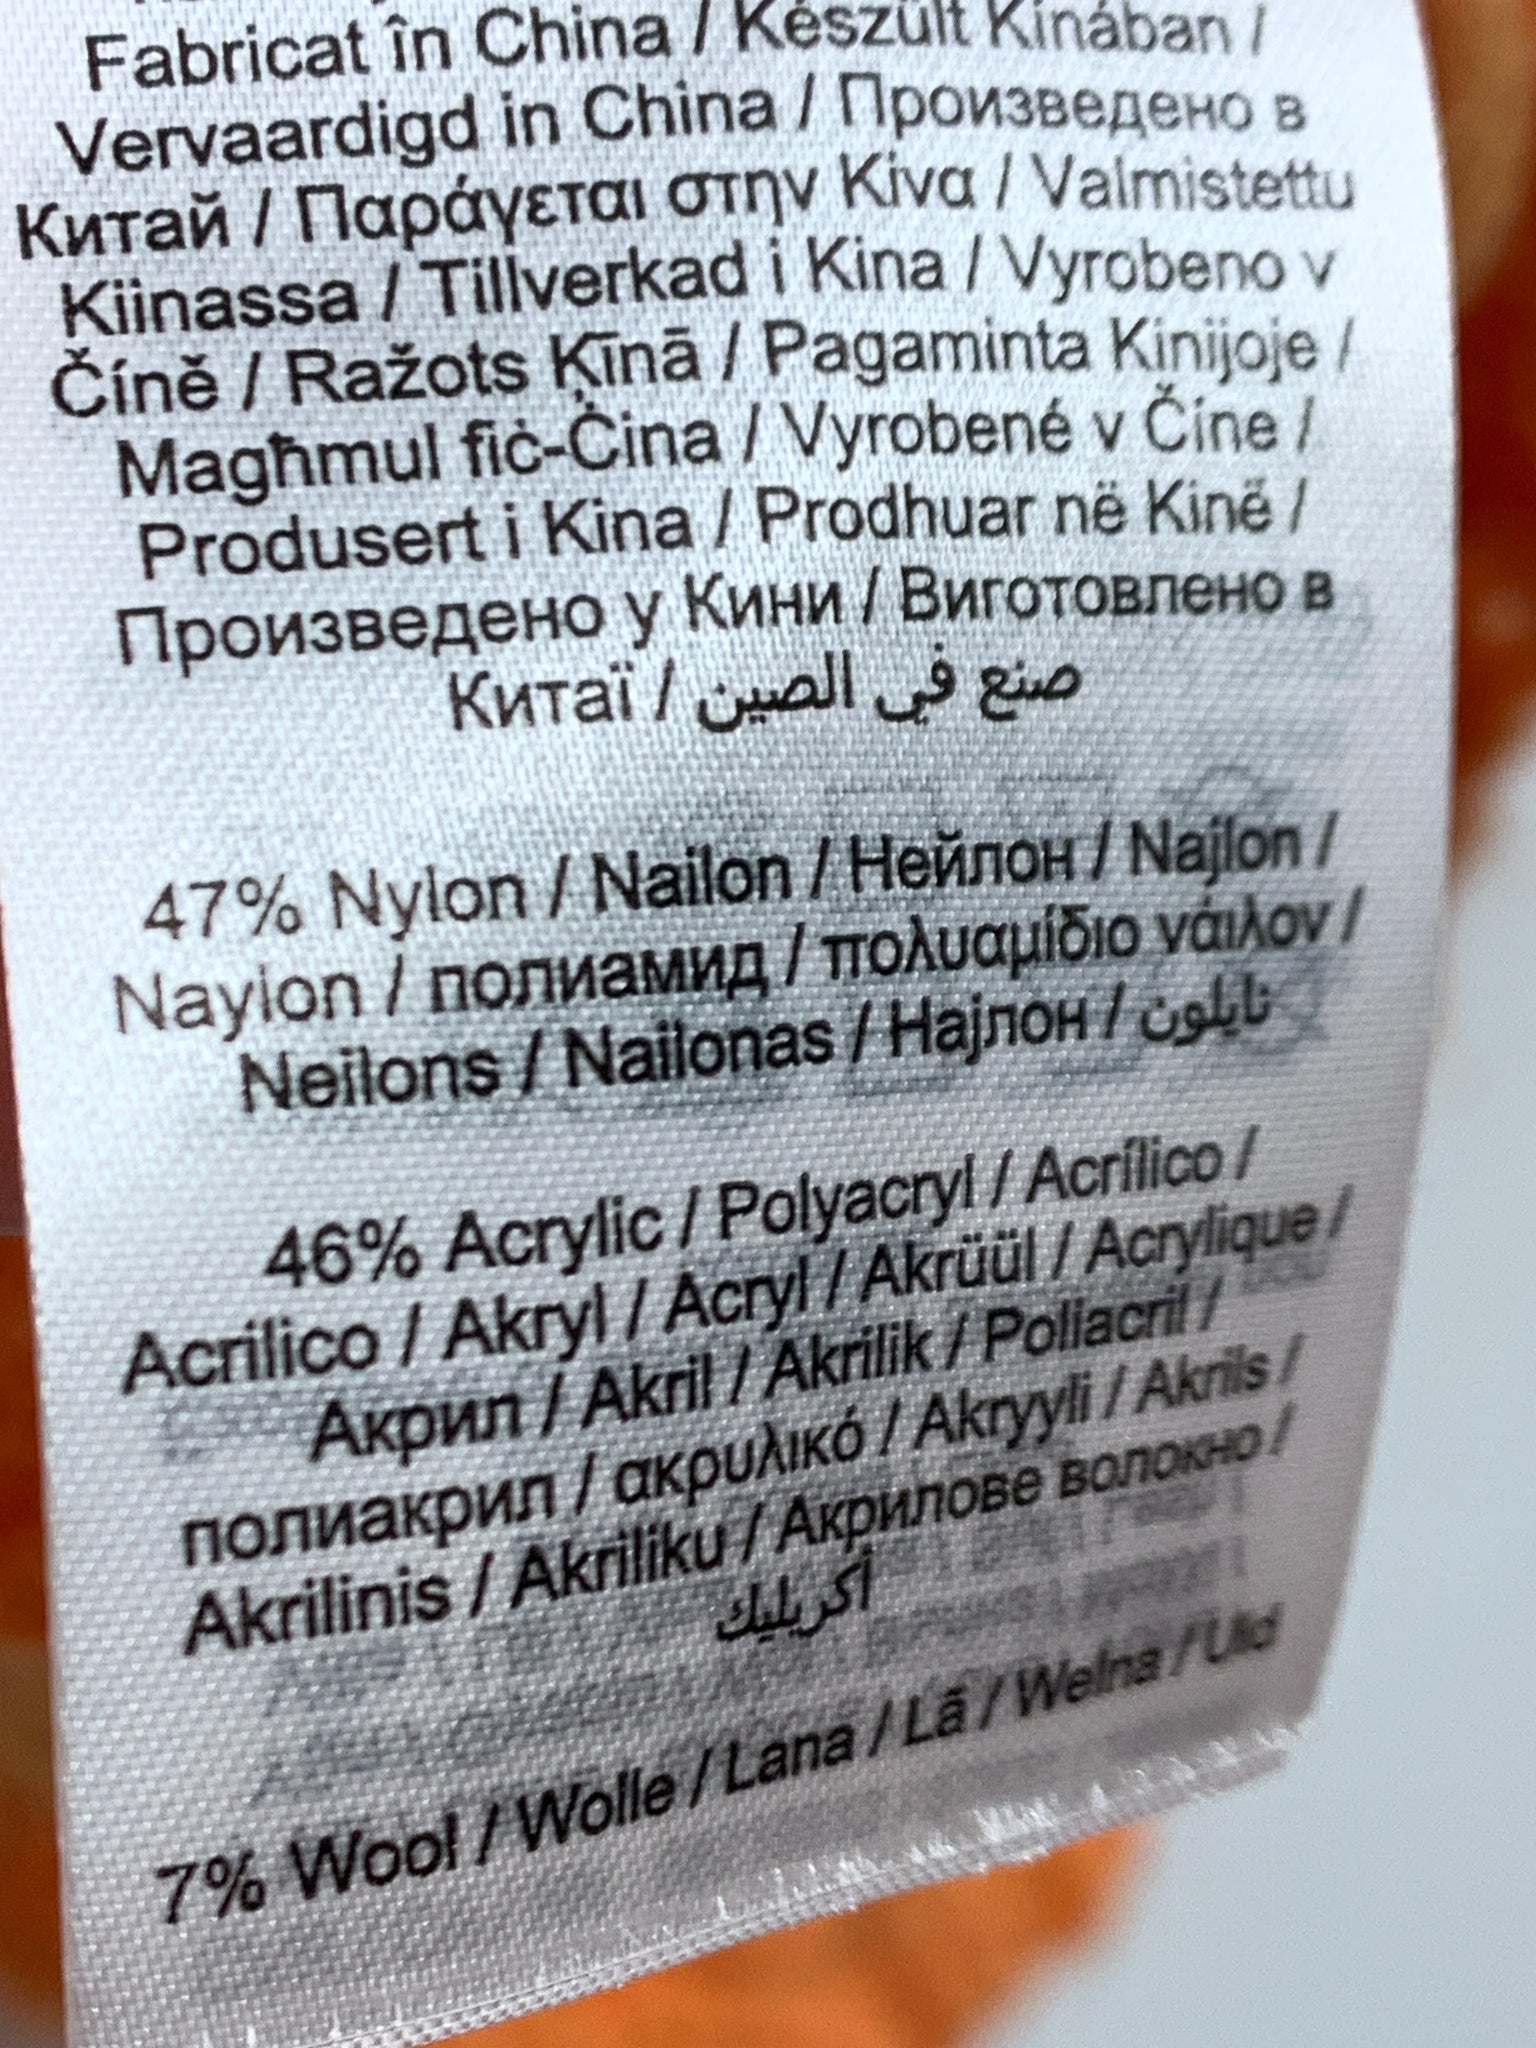 Fabricat în China / Készült Kínában /
Vervaardigd in China / Произведено в
Китай / Παράγεται στην Κίνα / Valmistettu
Kiinassa / Tillverkad i Kina / Vyrobeno v
Číně / Ražots Ķīnā / Pagaminta Kinijoje /
Magħmul fiċ-Ċina / Vyrobené v Číne /
Produsert i Kina / Prodhuar në Kinë /
Произведено у Кини / Виготовлено в
Китаї / صنع في الصين
47% Nylon / Nailon / Нейлон / Najlon /
Naylon / полиамид / πολυαμίδιο νάιλον /
Neilons / Nailonas / Најлон / نايلون
46% Acrylic / Polyacryl / Acrílico /
Acrilico / Akryl / Acryl / Akrüül / Acrylique /
Акрил / Akril / Akrilik / Poliacril /
полиакрил / ακρυλικό / Akryyli / Akrils /
Akrilinis / Akriliku / Акрилове волокно /
أكريليك
7% Wool / Wolle / Lana / Lã / Wełna / Uld